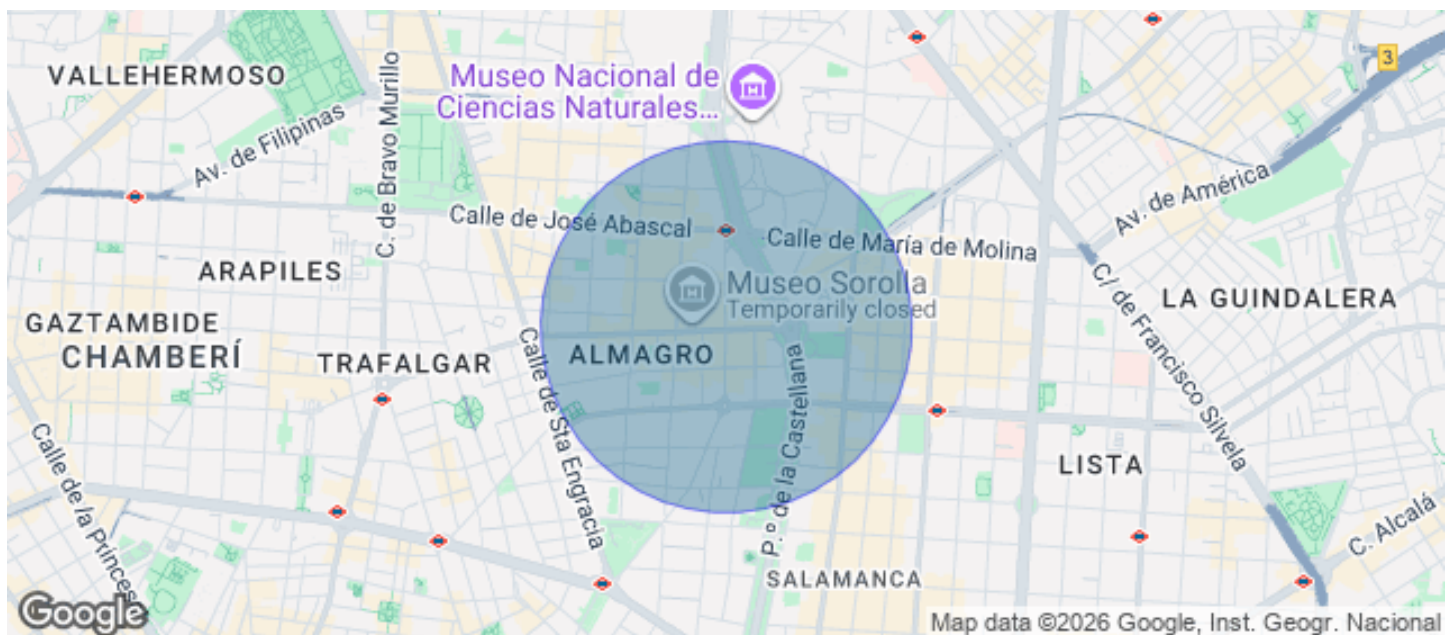 VALLEHERMOSO
Museo Nacional de
Ciencias Naturales...
3
Av. de Filipinas
C. de Bravo Murillo
Av. de América
Calle de José Abascal
Calle de María de Molina
ARAPILES
Museo Sorolla
Temporarily closed
LA GUINDALERA
GAZTAMBIDE
CHAMBERÍ
TRAFALGAR
ALMAGRO
Calle de Sta Engracia
P.º de la Castellana
C/ de Francisco Silvela
Calle de la Princesa
LISTA
C. Alcalá
SALAMANCA
Google
Map data ©2026 Google, Inst. Geogr. Nacional